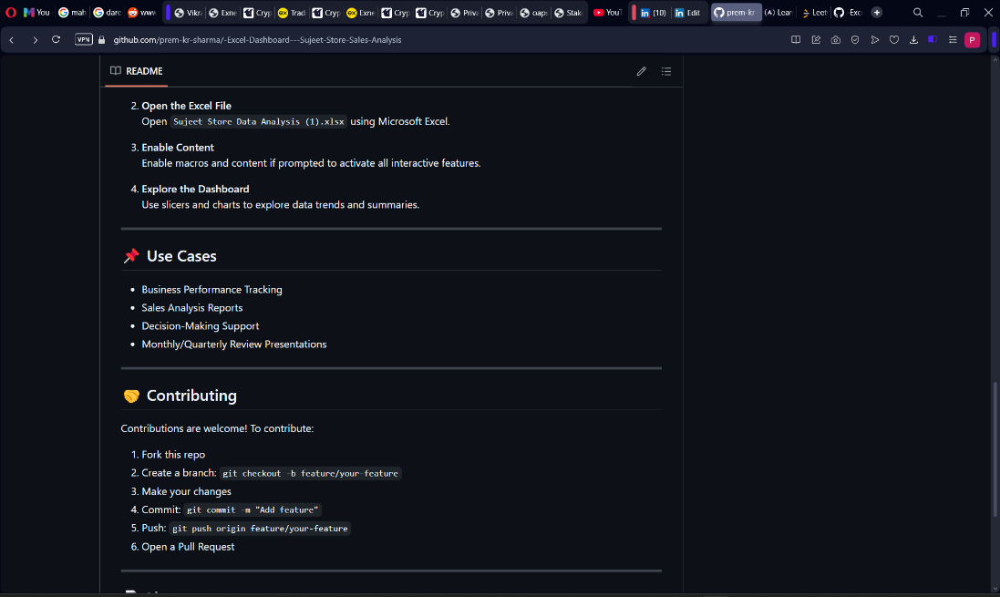 You
mah
darc
www
Vikra
Exne
Cryp
Trad
Exne
Cryp
Cryp
Priva
Priva
oaps
Stak
YouT
(10)
Edit
prem-kr
Learn
Leet
Exc
VPN
github.com/prem-kr-sharma/-Excel-Dashboard---Sujeet-Store-Sales-Analysis
P
README
2. Open the Excel File
Open Sujeet Store Data Analysis (1).xlsx using Microsoft Excel.
3. Enable Content
Enable macros and content if prompted to activate all interactive features.
4. Explore the Dashboard
Use slicers and charts to explore data trends and summaries.
📌 Use Cases
• Business Performance Tracking
• Sales Analysis Reports
• Decision-Making Support
• Monthly/Quarterly Review Presentations
🤝 Contributing
Contributions are welcome! To contribute:
1. Fork this repo
2. Create a branch: git checkout -b feature/your-feature
3. Make your changes
4. Commit: git commit -m "Add feature"
5. Push: git push origin feature/your-feature
6. Open a Pull Request